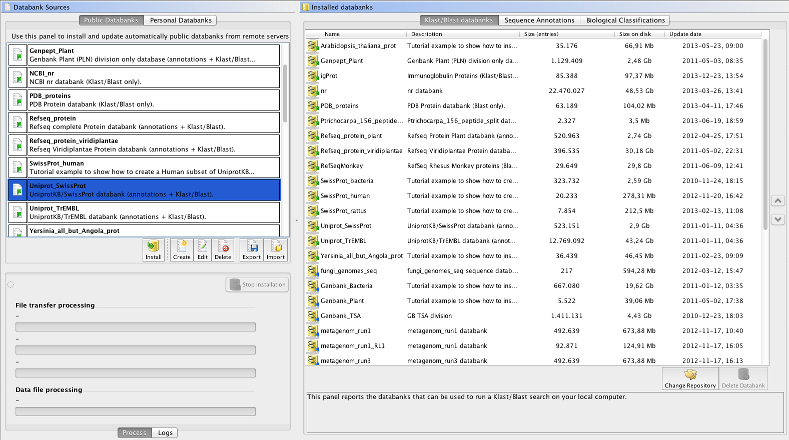 Databank Sources
Public Databanks Personal Databanks
Use this panel to install and update automatically public databanks from remote servers
Genpept_Plant
Genbank Plant (PLN) division only database (annotations + Klast/Blast...
NCBI_nr
NCBI nr databank (Klast/Blast only).
PDB_proteins
PDB Protein databank (Klast/Blast only).
Refseq_protein
Refseq complete Protein databank (annotations + Klast/Blast).
Refseq_protein_viridiplantae
Refseq Viridiplantae Protein databank (annotations + Klast/Blast).
SwissProt_human
Tutorial example to show how to create a Human subset of UniprotKB...
Uniprot_SwissProt
UniprotKB/SwissProt databank (annotations + Klast/Blast).
Uniprot_TrEMBL
UniprotKB/TrEMBL databank (annotations + Klast/Blast).
Yersinia_all_but_Angola_prot
Install Create Edit Delete Export Import
Stop installation
File transfer processing
-
-
-
Data file processing
-
Process Logs
Installed databanks
Klast/Blast databanks Sequence Annotations Biological Classifications
Name Description Size (entries) Size on disk Update date
Arabidopsis_thaliana_prot Tutorial example to show how to ins... 35.176 66,91 Mb 2013-05-23, 09:00
Genpept_Plant Genbank Plant (PLN) division only da... 1.129.409 2,48 Gb 2011-05-03, 08:35
igProt Immunoglobulin Proteins (Klast/Blast... 85.388 97,37 Mb 2013-12-23, 13:54
nr nr databank 22.470.027 48,53 Gb 2013-03-26, 13:41
PDB_proteins PDB Protein databank (Blast only). 63.189 104,02 Mb 2013-04-11, 17:46
Ptrichocarpa_156_peptide... Ptrichocarpa_156_peptide_split dat... 2.327 3,5 Mb 2013-06-19, 18:59
RefSeq_protein_plant Refseq Protein Plant databank (anno... 520.963 2,74 Gb 2012-04-25, 17:51
Refseq_protein_viridiplantae Refseq Viridiplantae Protein databa... 396.535 30,18 Gb 2011-05-02, 22:31
RefSeqMonkey RefSeq Rhesus Monkey proteins (Bl... 29.649 29,8 Gb 2011-06-09, 12:41
SwissProt_bacteria Tutorial example to show how to cre... 323.732 2,59 Gb 2010-11-24, 18:15
SwissProt_human Tutorial example to show how to cre... 20.233 278,31 Mb 2012-11-20, 16:42
SwissProt_rattus Tutorial example to show how to cre... 7.854 212,5 Mb 2013-02-13, 11:08
Uniprot_SwissProt UniprotKB/SwissProt databank (anno... 523.151 2,9 Gb 2011-01-11, 04:36
Uniprot_TrEMBL UniprotKB/TrEMBL databank (annot... 12.769.092 43,24 Gb 2011-01-11, 04:36
Yersinia_all_but_Angola_prot Tutorial example to show how to ins... 36.439 46,45 Mb 2011-02-23, 09:09
fungi_genomes_seq fungi_genomes_seq sequence datab... 217 594,28 Mb 2012-03-12, 15:47
Genbank_Bacteria Tutorial example to show how to ins... 667.080 19,62 Gb 2011-01-12, 03:35
Genbank_Plant Tutorial example to show how to ins... 5.522 39,06 Mb 2011-05-02, 17:38
Genbank_TSA GB TSA division 1.411.131 4,43 Gb 2010-12-23, 18:03
metagenom_run1 metagenom_run1 databank 492.639 673,88 Mb 2012-11-17, 10:40
metagenom_run1_RL1 metagenom_run1 databank 92.871 124,91 Mb 2012-11-17, 16:05
metagenom_run3 metagenom_run3 databank 492.639 673,88 Mb 2012-11-17, 16:13
Change Repository Delete Databank
This panel reports the databanks that can be used to run a Klast/Blast search on your local computer.